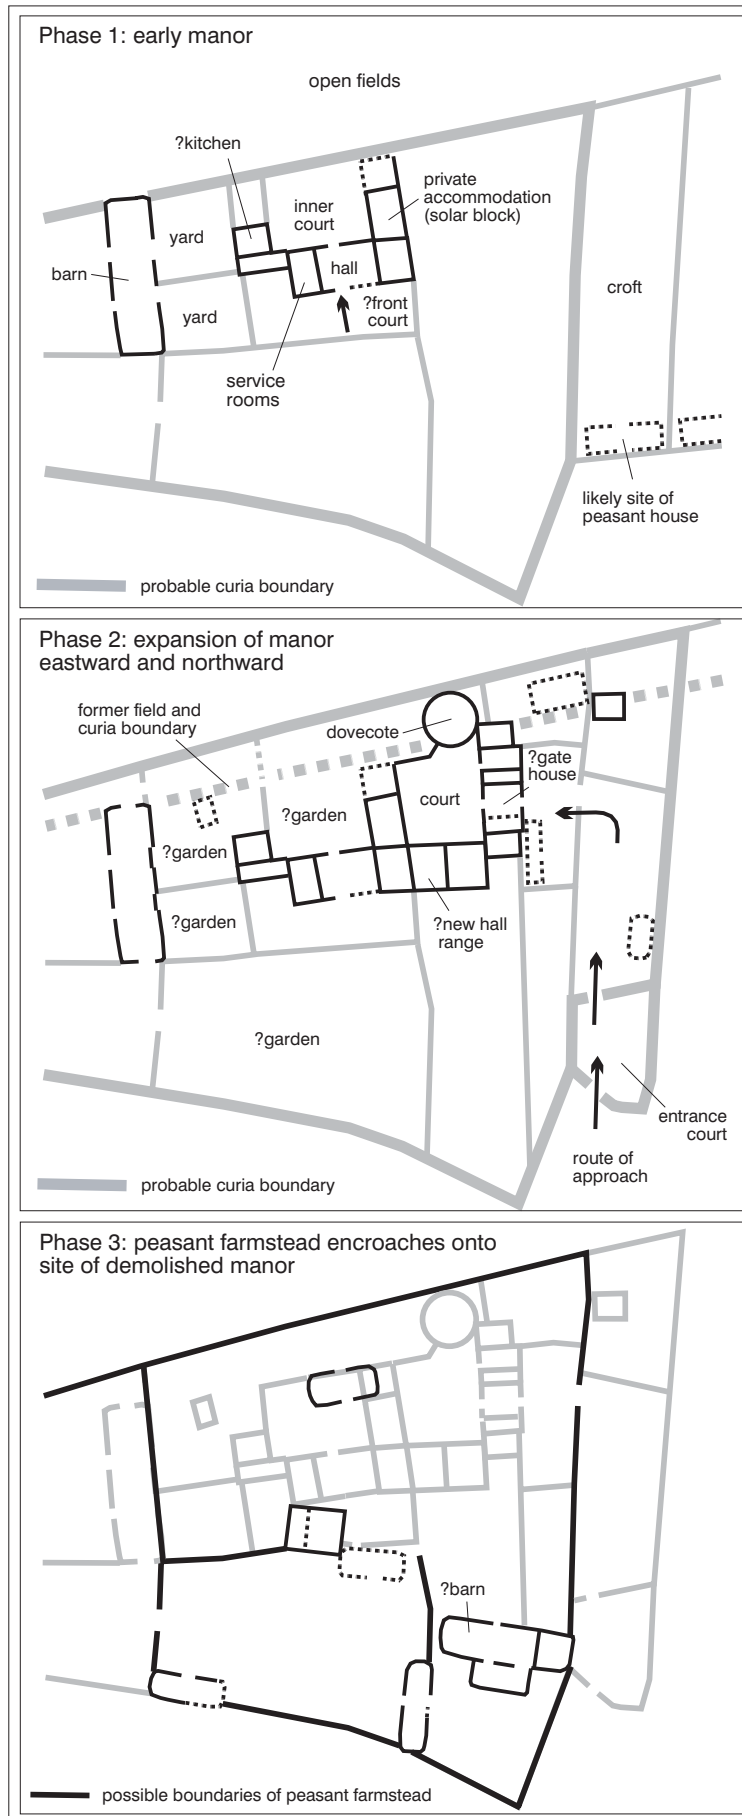 Phase 1: early manor
open fields
?kitchen
private
accommodation
(solar block)
inner
court
yard
hall
barn
croft
?front
court
yard
service
rooms
likely site of
peasant house
probable curia boundary
Phase 2: expansion of manor
eastward and northward
former field and
curia boundary
dovecote
?gate
house
court
?garden
?garden
?garden
?new hall
range
?garden
entrance
court
route of
approach
probable curia boundary
Phase 3: peasant farmstead encroaches onto
site of demolished manor
?barn
possible boundaries of peasant farmstead